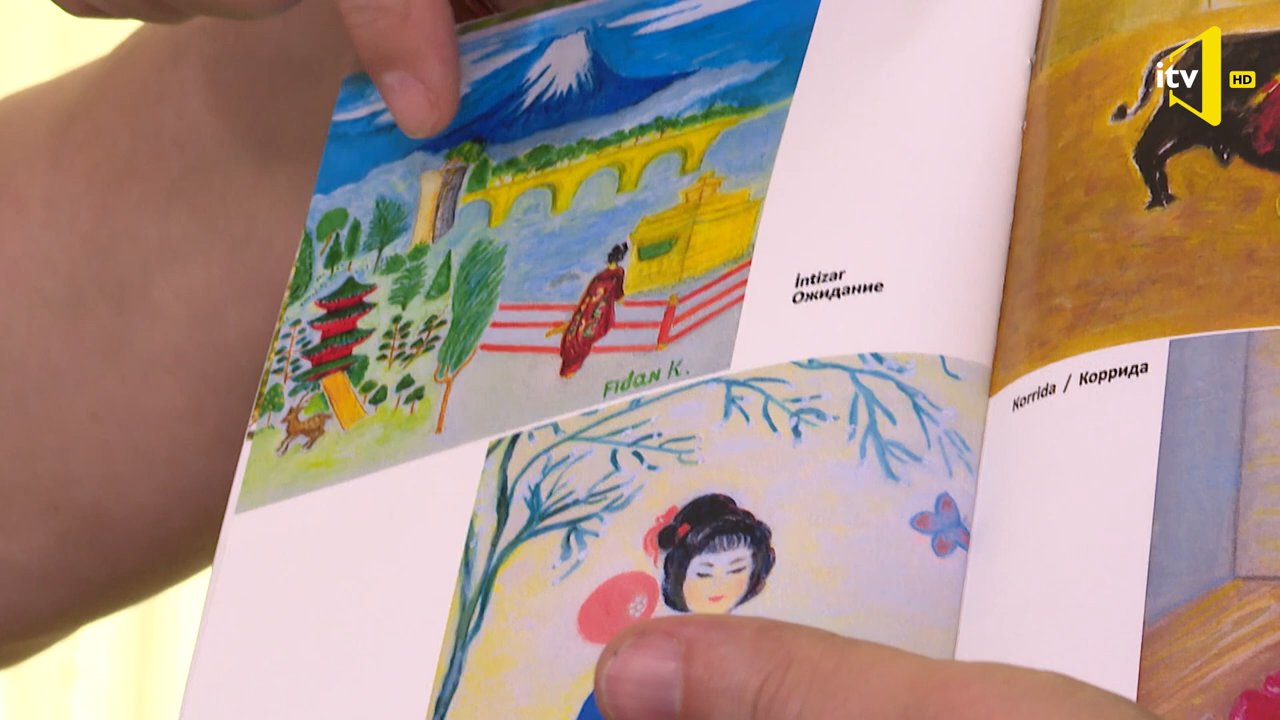 itv HD
İntizar
Ожидание
FidaN K.
Korrida / Коррида